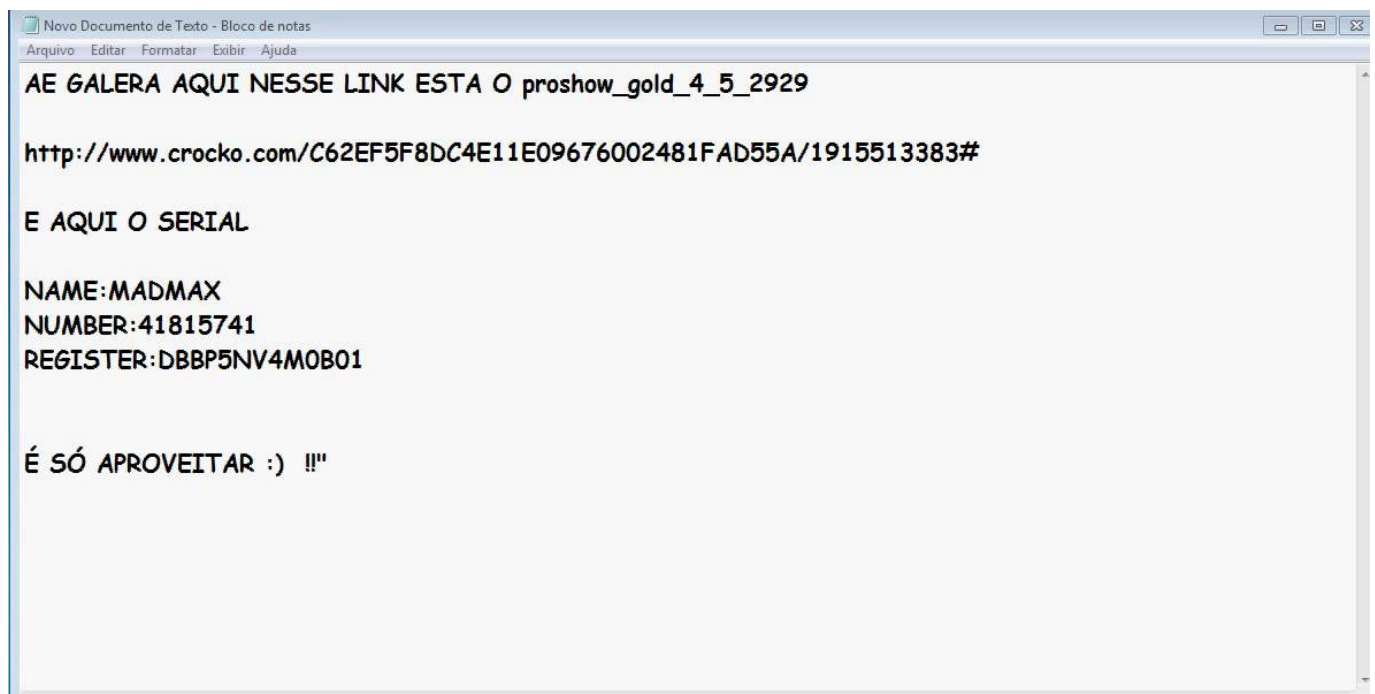 Novo Documento de Texto - Bloco de notas
Arquivo Editar Formatar Exibir Ajuda
AE GALERA AQUI NESSE LINK ESTA O proshow_gold_4_5_2929
http://www.crocko.com/C62EF5F8DC4E11E09676002481FAD55A/1915513383#
E AQUI O SERIAL
NAME:MADMAX
NUMBER:41815741
REGISTER:DBBP5NV4M0B01
É SÓ APROVEITAR :) !!"